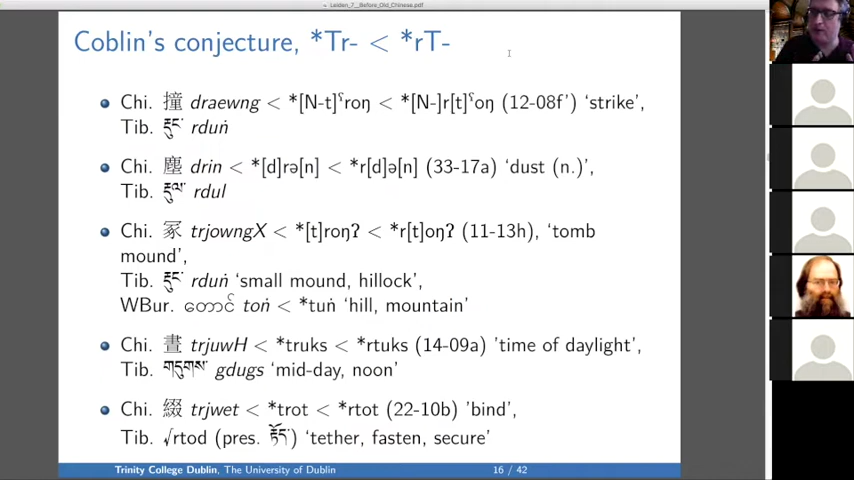 Leiden_7__Before_Old_Chinese.pdf
Coblin's conjecture, *Tr- < *rT-
Chi. 撞 draewng < *[N-t]ˤroŋ < *[N-]r[t]ˤoŋ (12-08f') 'strike',
Tib. རྡུང་ rduṅ
Chi. 塵 drin < *[d]rə[n] < *r[d]ə[n] (33-17a) 'dust (n.)',
Tib. རྡུལ་ rdul
Chi. 冢 trjowngX < *[t]roŋʔ < *r[t]oŋʔ (11-13h), 'tomb
mound',
Tib. རྡུང་ rduṅ 'small mound, hillock',
WBur. တောင် toṅ < *tuṅ 'hill, mountain'
Chi. 晝 trjuwH < *truks < *rtuks (14-09a) 'time of daylight',
Tib. གདུགས་ gdugs 'mid-day, noon'
Chi. 綴 trjwet < *trot < *rtot (22-10b) 'bind',
Tib. √rtod (pres. རྟོད་) 'tether, fasten, secure'
Trinity College Dublin, The University of Dublin 16 / 42